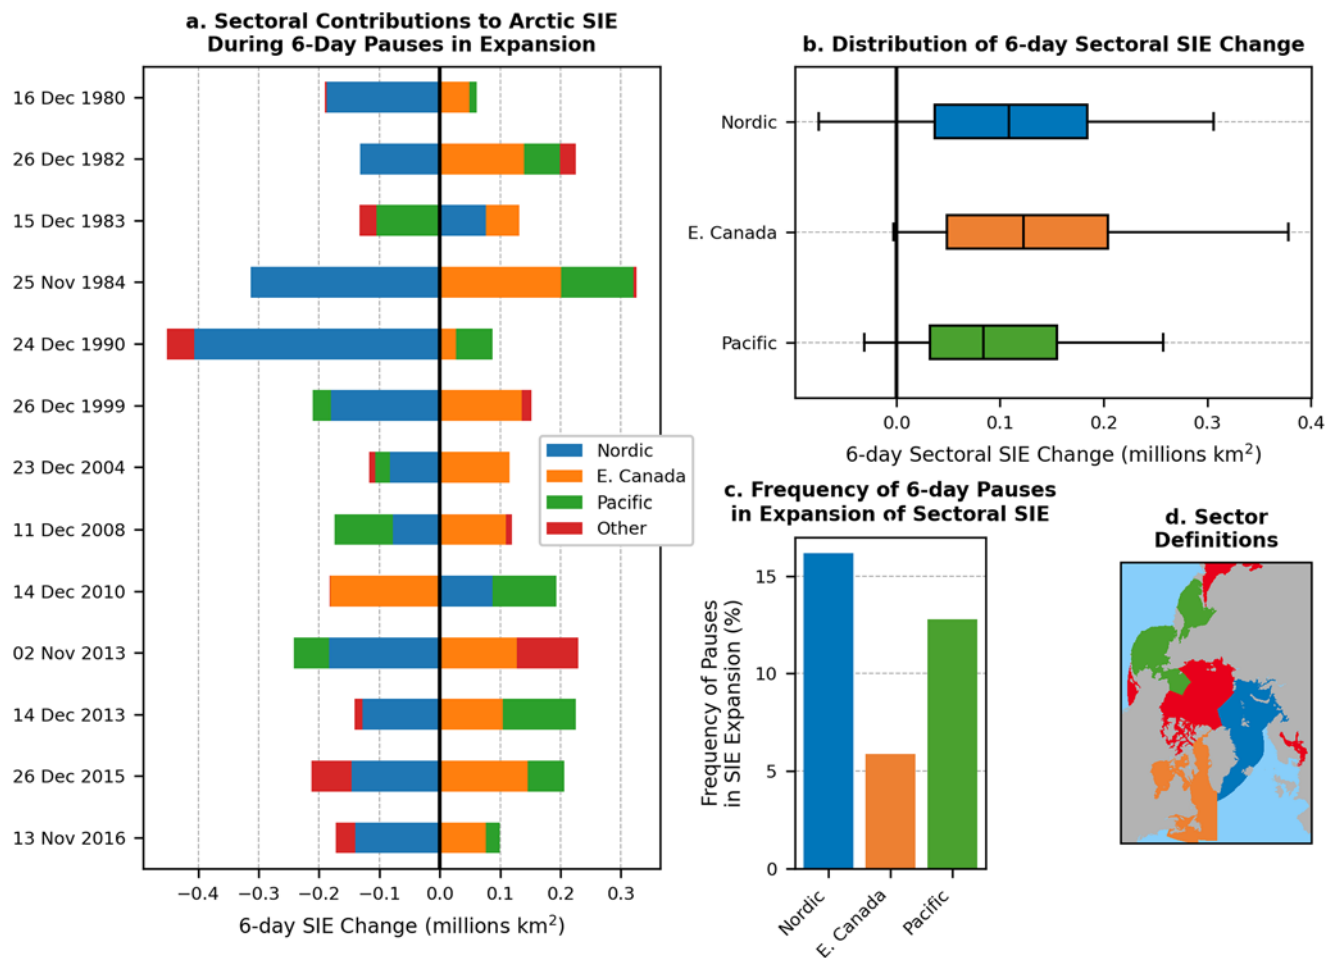 a. Sectoral Contributions to Arctic SIE
During 6-Day Pauses in Expansion
16 Dec 1980
26 Dec 1982
15 Dec 1983
25 Nov 1984
24 Dec 1990
26 Dec 1999
23 Dec 2004
11 Dec 2008
14 Dec 2010
02 Nov 2013
14 Dec 2013
26 Dec 2015
13 Nov 2016
−0.4 −0.3 −0.2 −0.1 0.0 0.1 0.2 0.3
6-day SIE Change (millions km²)
Nordic
E. Canada
Pacific
Other
b. Distribution of 6-day Sectoral SIE Change
Nordic
E. Canada
Pacific
0.0 0.1 0.2 0.3 0.4
6-day Sectoral SIE Change (millions km²)
c. Frequency of 6-day Pauses
in Expansion of Sectoral SIE
Frequency of Pauses
in SIE Expansion (%)
15
10
5
0
Nordic
E. Canada
Pacific
d. Sector
Definitions